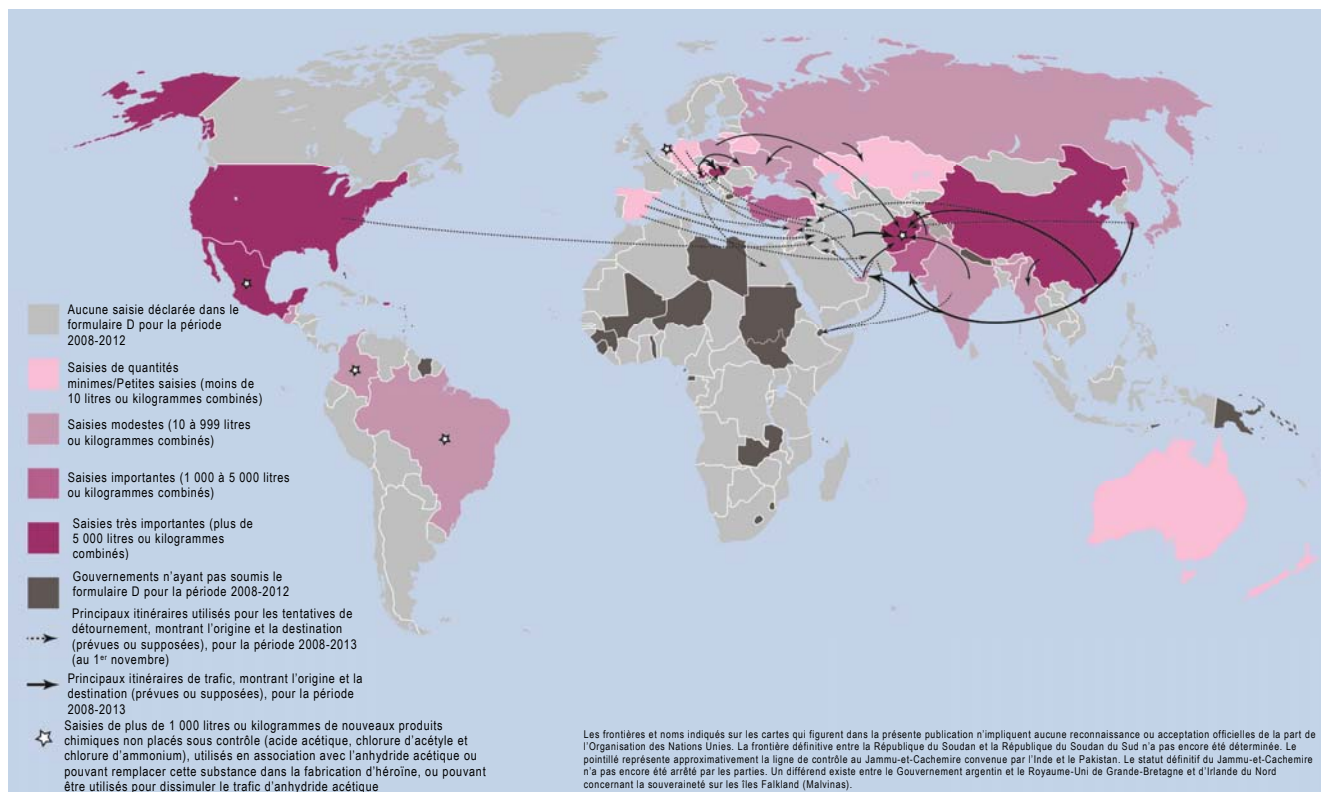 Aucune saisie déclarée dans le
formulaire D pour la période
2008-2012
Saisies de quantités
minimes/Petites saisies (moins de
10 litres ou kilogrammes combinés)
Saisies modestes (10 à 999 litres
ou kilogrammes combinés)
Saisies importantes (1 000 à 5 000 litres
ou kilogrammes combinés)
Saisies très importantes (plus de
5 000 litres ou kilogrammes
combinés)
Gouvernements n’ayant pas soumis le
formulaire D pour la période 2008-2012
Principaux itinéraires utilisés pour les tentatives de
détournement, montrant l’origine et la destination
(prévues ou supposées), pour la période 2008-2013
(au 1er novembre)
Principaux itinéraires de trafic, montrant l’origine et la
destination (prévues ou supposées), pour la période
2008-2013
Saisies de plus de 1 000 litres ou kilogrammes de nouveaux produits
chimiques non placés sous contrôle (acide acétique, chlorure d’acétyle et
chlorure d’ammonium), utilisés en association avec l’anhydride acétique ou
pouvant remplacer cette substance dans la fabrication d’héroïne, ou pouvant
être utilisés pour dissimuler le trafic d’anhydride acétique
Les frontières et noms indiqués sur les cartes qui figurent dans la présente publication n’impliquent aucune reconnaissance ou acceptation officielles de la part de
l’Organisation des Nations Unies. La frontière définitive entre la République du Soudan et la République du Soudan du Sud n’a pas encore été déterminée. Le
pointillé représente approximativement la ligne de contrôle au Jammu-et-Cachemire convenue par l’Inde et le Pakistan. Le statut définitif du Jammu-et-Cachemire
n’a pas encore été arrêté par les parties. Un différend existe entre le Gouvernement argentin et le Royaume-Uni de Grande-Bretagne et d’Irlande du Nord
concernant la souveraineté sur les îles Falkland (Malvinas).